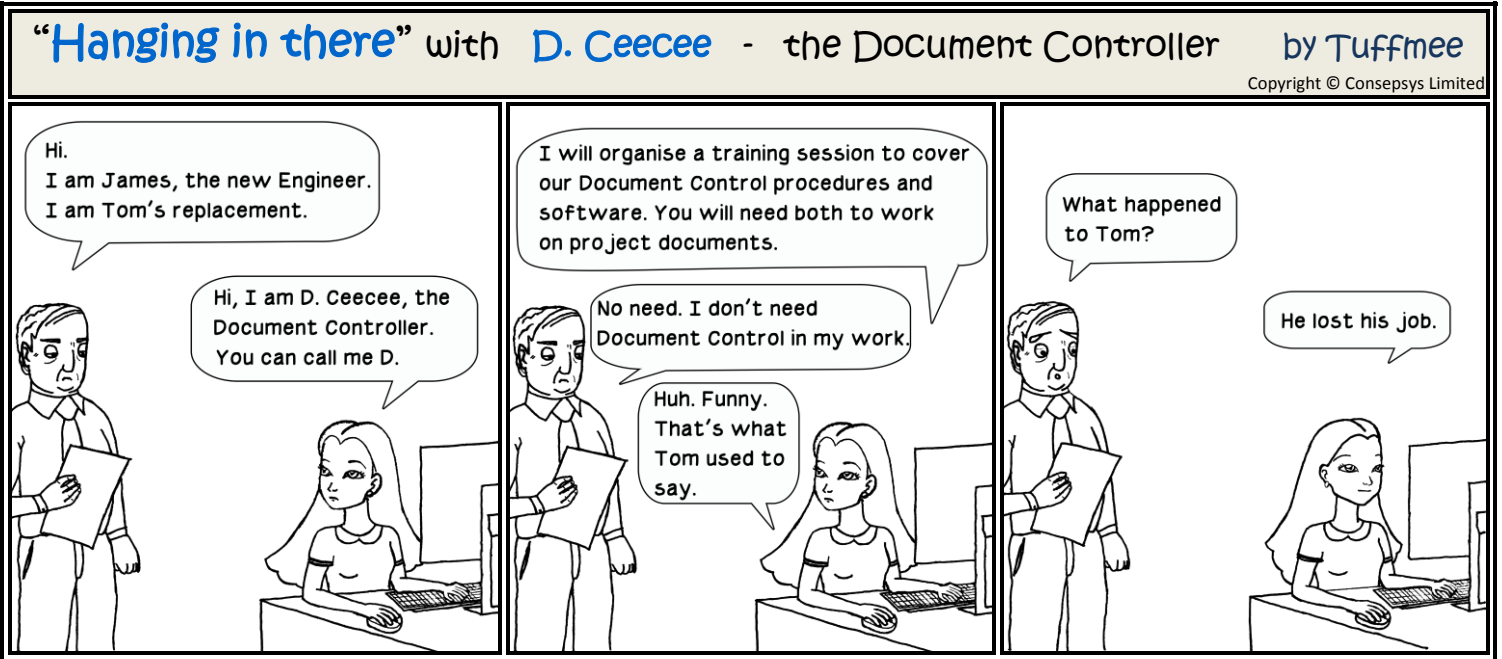 “Hanging in there” with D. Ceecee - the Document Controller by Tuffmee
Copyright © Consepsys Limited
Hi.
I am James, the new Engineer.
I am Tom's replacement.
Hi, I am D. Ceecee, the
Document Controller.
You can call me D.
I will organise a training session to cover
our Document Control procedures and
software. You will need both to work
on project documents.
No need. I don't need
Document Control in my work.
Huh. Funny.
That's what
Tom used to
say.
What happened
to Tom?
He lost his job.